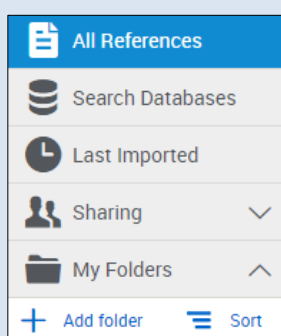 All References
Search Databases
Last Imported
Sharing
My Folders
Add folder Sort